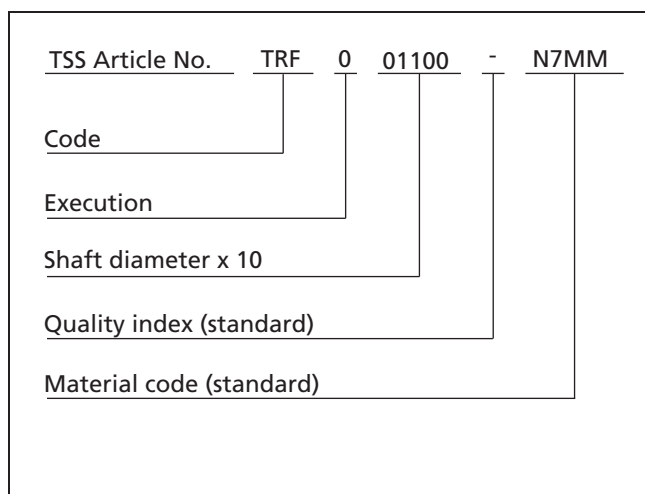 TSS Article No. TRF 0 01100 - N7MM
Code
Execution
Shaft diameter x 10
Quality index (standard)
Material code (standard)